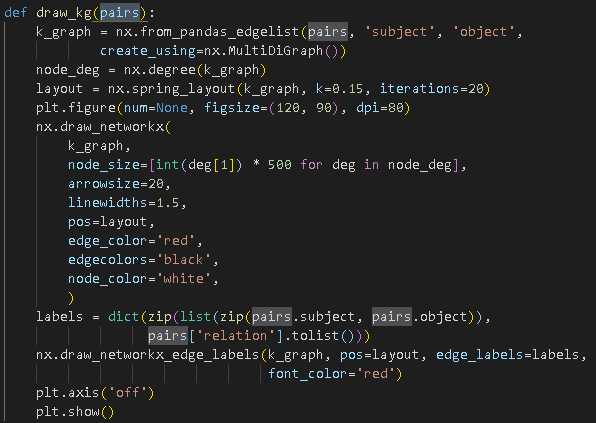 def draw_kg(pairs):
    k_graph = nx.from_pandas_edgelist(pairs, 'subject', 'object',
            create_using=nx.MultiDiGraph())
    node_deg = nx.degree(k_graph)
    layout = nx.spring_layout(k_graph, k=0.15, iterations=20)
    plt.figure(num=None, figsize=(120, 90), dpi=80)
    nx.draw_networkx(
        k_graph,
        node_size=[int(deg[1]) * 500 for deg in node_deg],
        arrowsize=20,
        linewidths=1.5,
        pos=layout,
        edge_color='red',
        edgecolors='black',
        node_color='white',
        )
    labels = dict(zip(list(zip(pairs.subject, pairs.object)),
                  pairs['relation'].tolist()))
    nx.draw_networkx_edge_labels(k_graph, pos=layout, edge_labels=labels,
                                 font_color='red')
    plt.axis('off')
    plt.show()